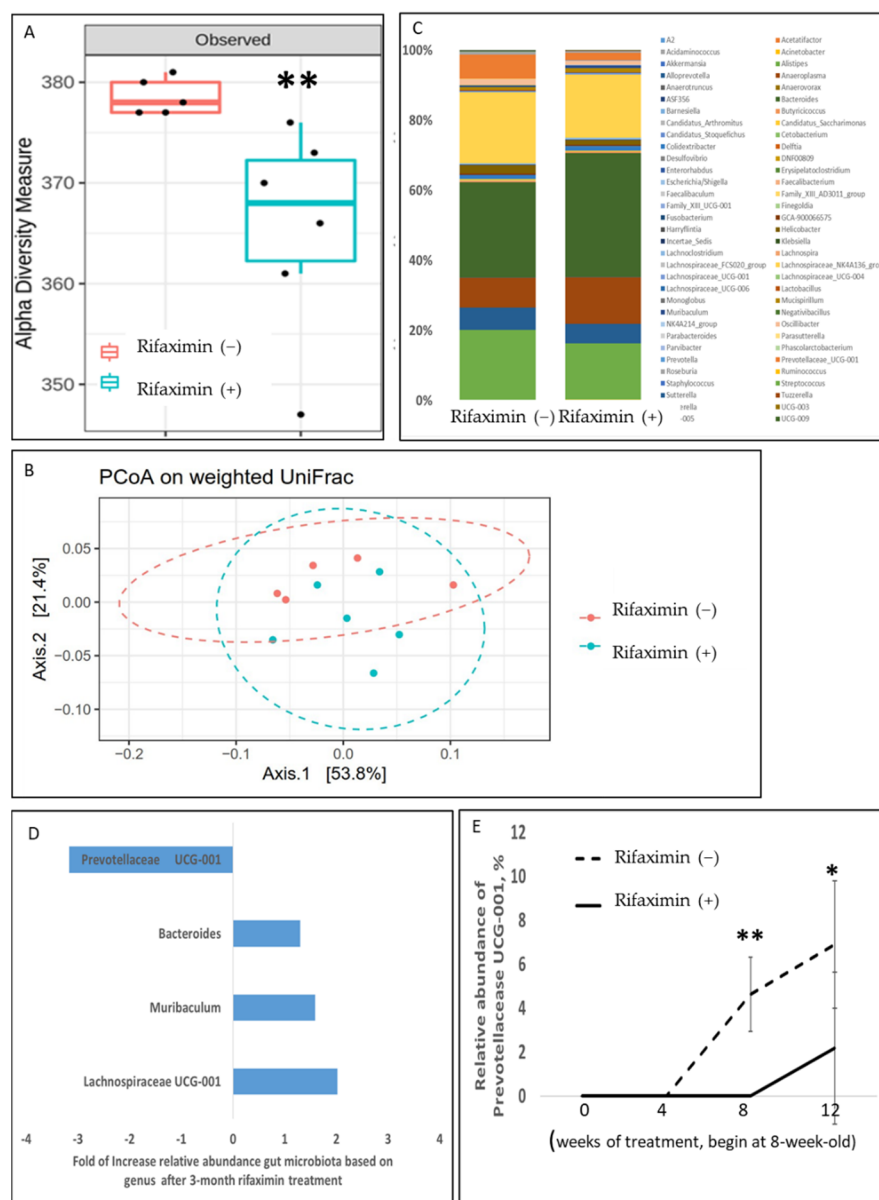 A
Observed
**
380
370
360
350
Alpha Diversity Measure
Rifaximin (−)
Rifaximin (+)
C
100%
80%
60%
40%
20%
0%
Rifaximin (−) Rifaximin (+)
A2 Acetatifactor
Acidaminococcus Acinetobacter
Akkermansia Alistipes
Alloprevotella Anaeroplasma
Anaerotruncus Anaerovorax
ASF356 Bacteroides
Barnesiella Butyricicoccus
Candidatus_Arthromitus Candidatus_Saccharimonas
Candidatus_Stoquefichus Cetobacterium
Colidextribacter Delftia
Desulfovibrio DNF00809
Enterorhabdus Erysipelatoclostridium
Escherichia/Shigella Faecalibacterium
Faecalibaculum Family_XIII_AD3011_group
Family_XIII_UCG-001 Finegoldia
Fusobacterium GCA-900066575
Harryflintia Helicobacter
Incertae_Sedis Klebsiella
Lachnoclostridium Lachnospira
Lachnospiraceae_FCS020_group Lachnospiraceae_NK4A136_gro
Lachnospiraceae_UCG-001 Lachnospiraceae_UCG-004
Lachnospiraceae_UCG-006 Lactobacillus
Monoglobus Mucispirillum
Muribaculum Negativibacillus
NK4A214_group Oscillibacter
Parabacteroides Parasutterella
Parvibacter Phascolarctobacterium
Prevotella Prevotellaceae_UCG-001
Roseburia Ruminococcus
Staphylococcus Streptococcus
Sutterella Tuzzerella
erella UCG-003
-005 UCG-009
B
PCoA on weighted UniFrac
0.05
0.00
−0.05
−0.10
Axis.2 [21.4%]
−0.2 −0.1 0.0 0.1
Axis.1 [53.8%]
Rifaximin (−)
Rifaximin (+)
D
Prevotellaceae UCG-001
Bacteroides
Muribaculum
Lachnospiraceae UCG-001
-4 -3 -2 -1 0 1 2 3 4
Fold of Increase relative abundance gut microbiota based on
genus after 3-month rifaximin treatment
E
12
10
8
6
4
2
0
Relative abundance of
Prevotellacease UCG-001, %
Rifaximin (−)
Rifaximin (+)
**
*
0 4 8 12
(weeks of treatment, begin at 8-week-old)